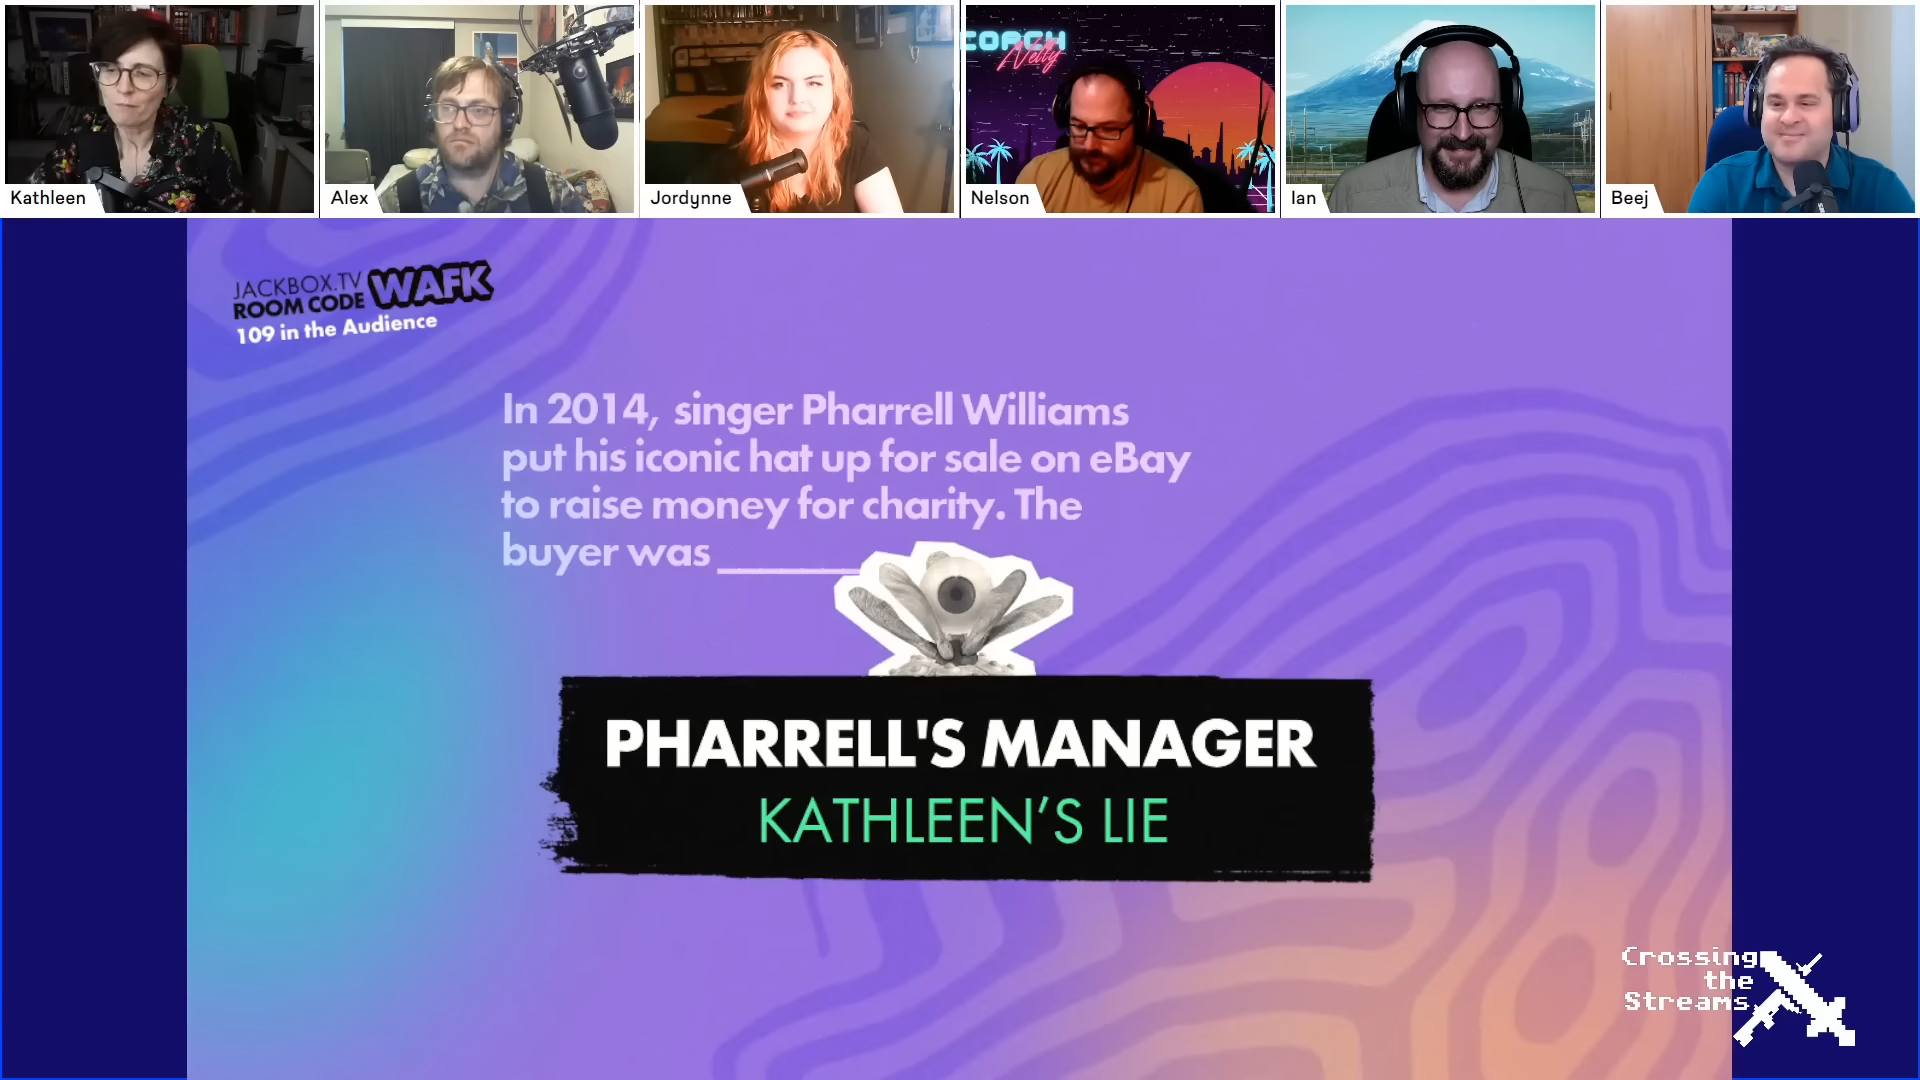 Kathleen
Alex
Jordynne
COACH
Nelly
Nelson
Ian
Beej
JACKBOX.TV
ROOM CODE WAFK
109 in the Audience
In 2014, singer Pharrell Williams
put his iconic hat up for sale on eBay
to raise money for charity. The
buyer was
PHARRELL'S MANAGER
KATHLEEN’S LIE
Crossing
the
Streams